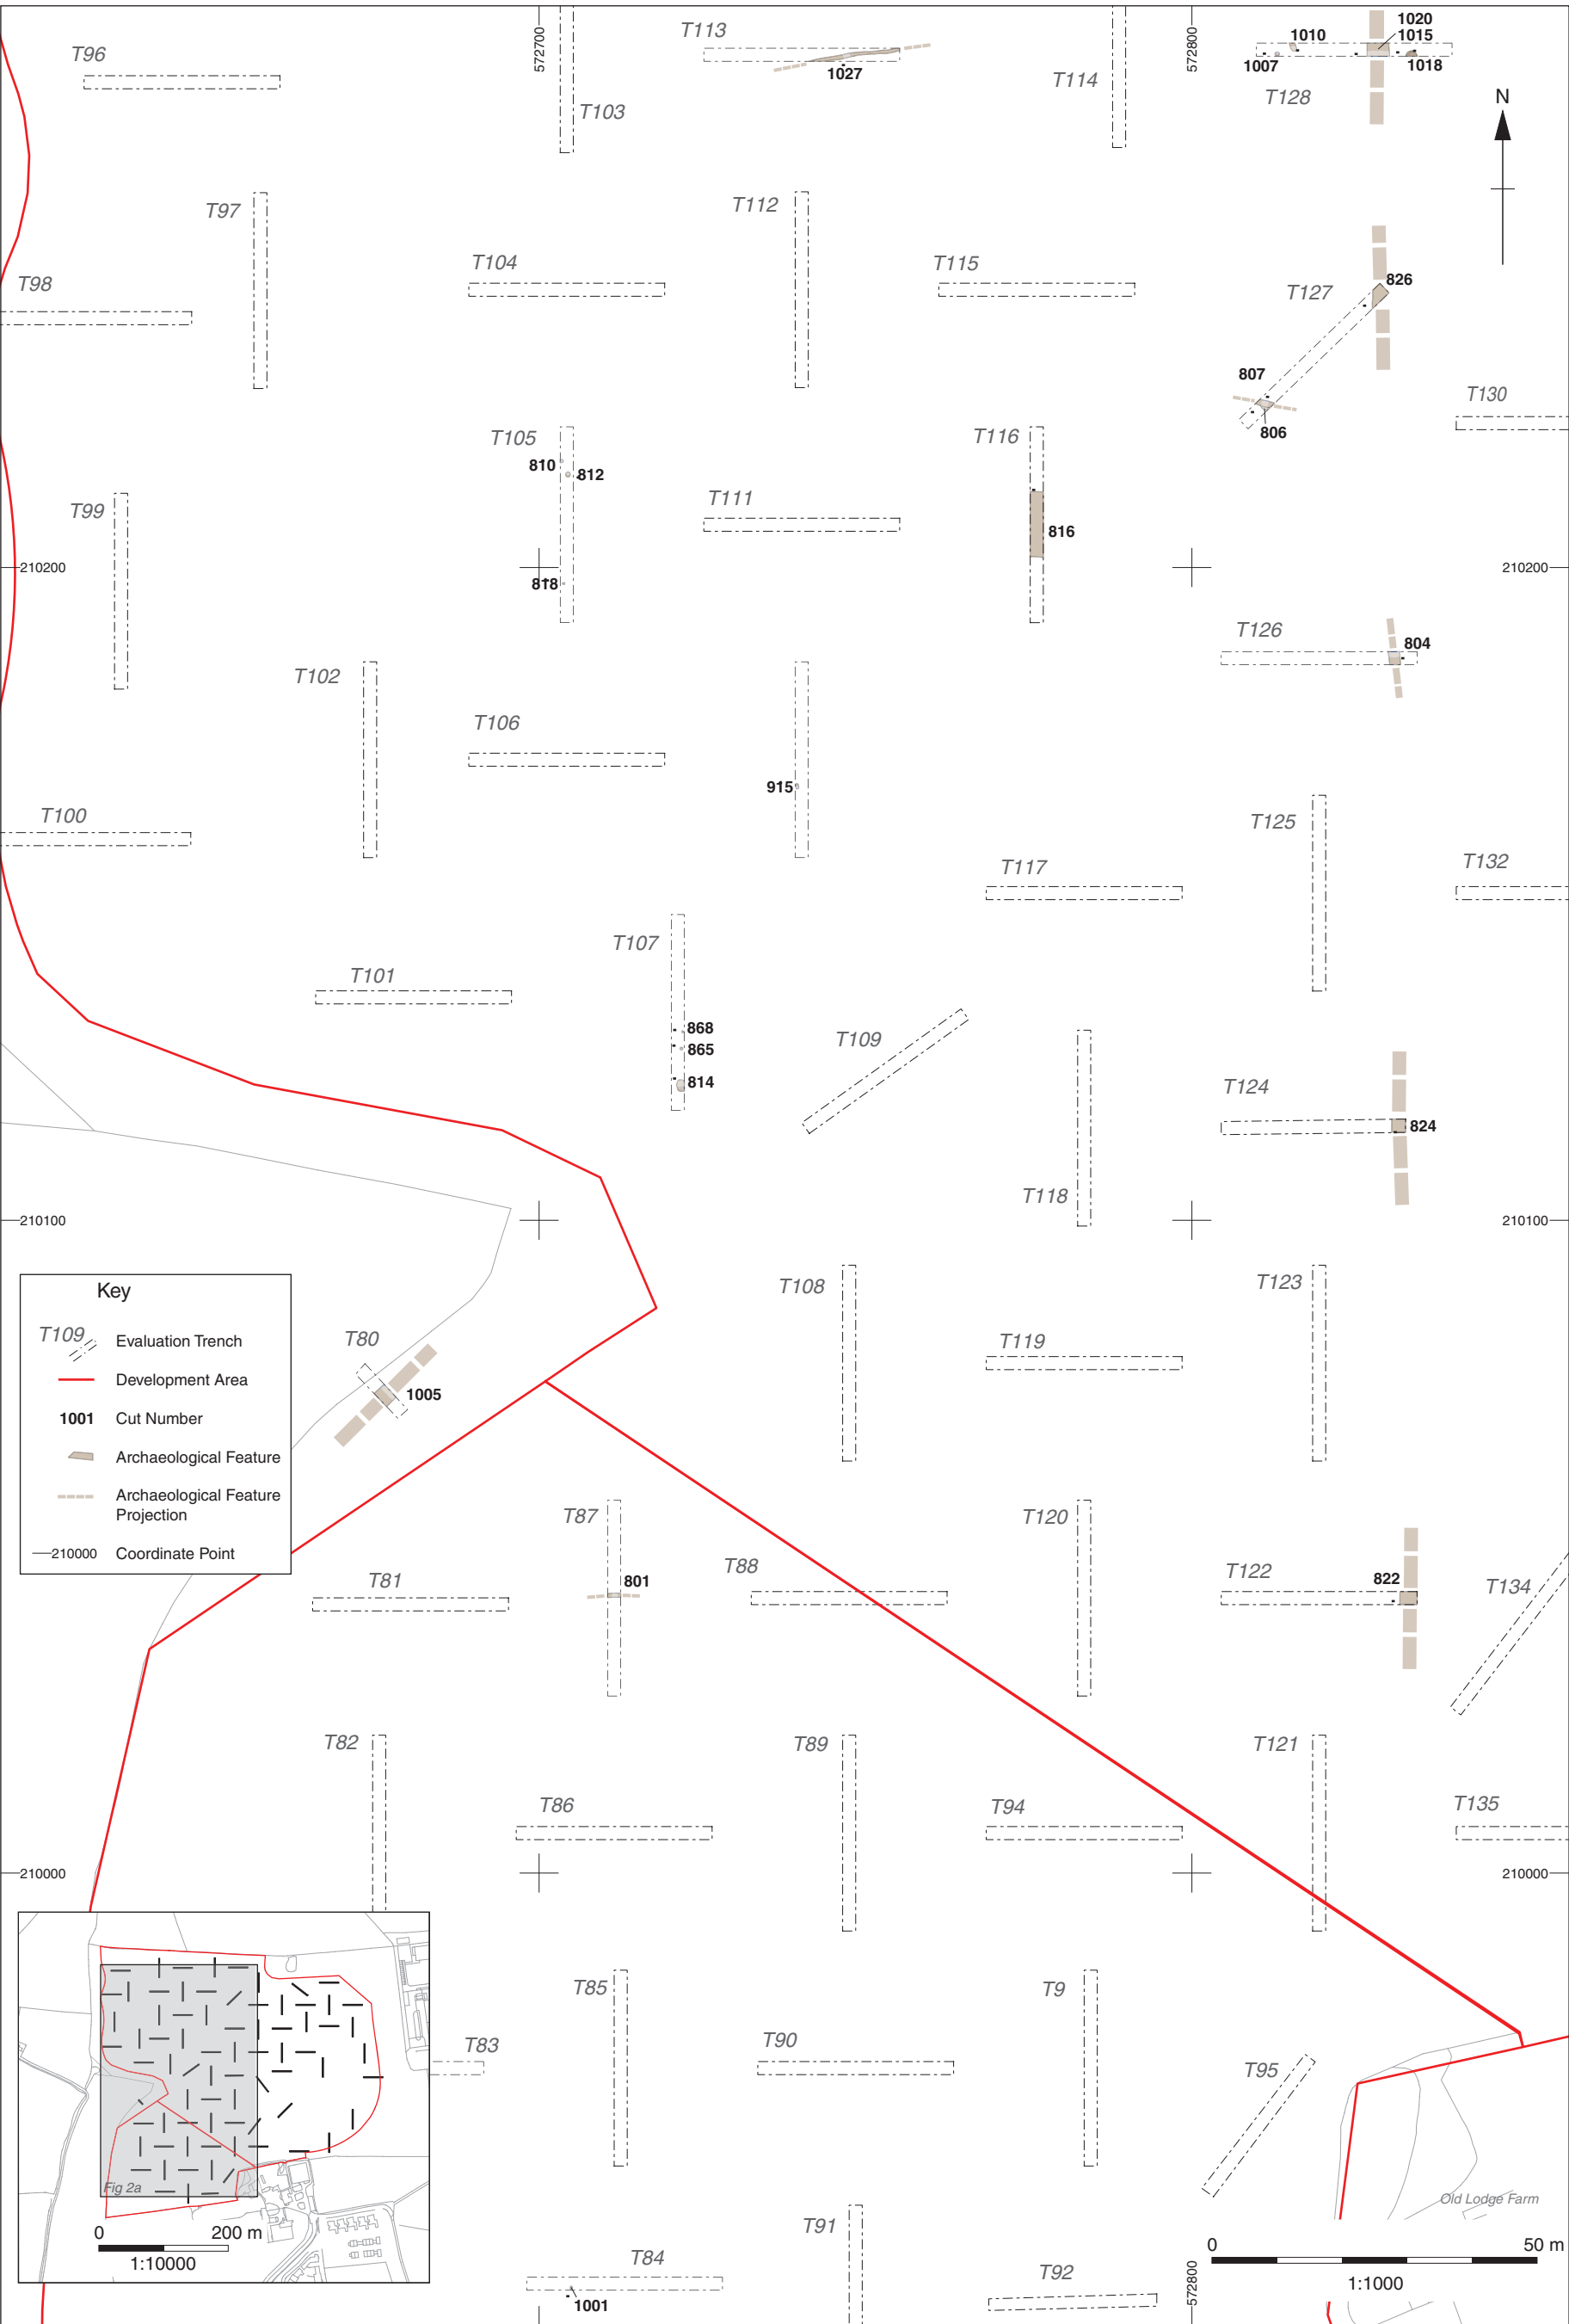 T96
T113
572700
1027
T103
T114
572800
1020
1010
1015
1007
1018
T128
N
T97
T112
T98
T104
T115
T127
826
807
806
T130
T105
810
812
T116
T99
T111
816
210200
818
210200
T126
804
T102
T106
915
T100
T125
T117
T132
T107
T101
868
865
814
T109
T124
824
T118
210100
210100
Key
T109
Evaluation Trench
Development Area
1001
Cut Number
Archaeological Feature
Archaeological Feature
Projection
210000
Coordinate Point
T108
T123
T80
T119
1005
T87
T120
801
T88
T81
T122
822
T134
T82
T89
T121
T86
T94
T135
210000
210000
T85
T9
T83
T90
T95
Fig 2a
0
200 m
1:10000
Old Lodge Farm
T91
T84
T92
1001
572800
0
50 m
1:1000